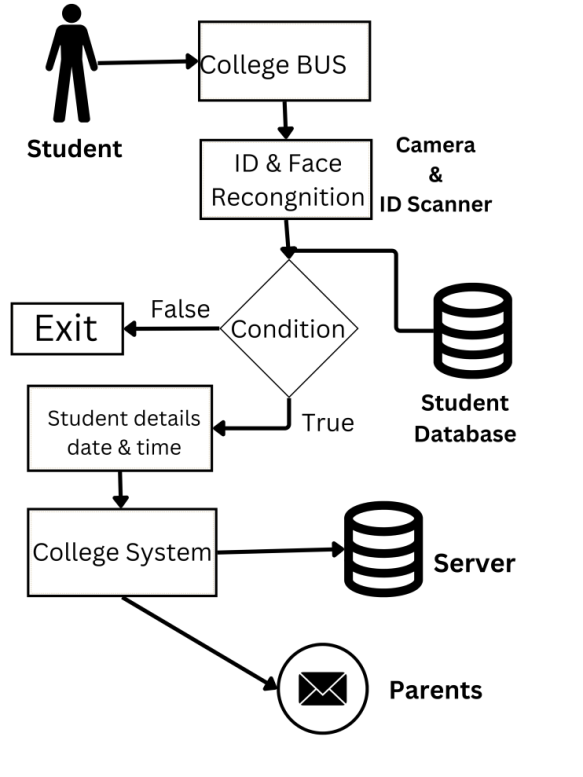 College BUS
Student
ID & Face
Recongnition
Camera
&
ID Scanner
False
Exit
Condition
Student details
date & time
True
Student
Database
College System
Server
Parents